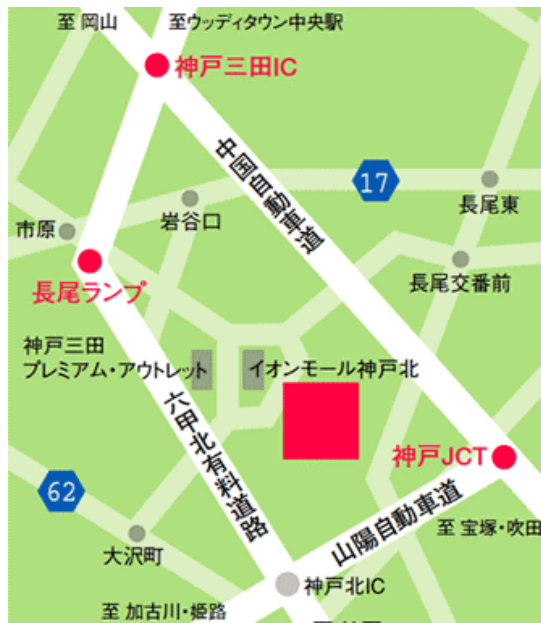 至 岡山
至ウッディタウン中央駅
神戸三田IC
中国自動車道
17
長尾東
岩谷口
市原
長尾交番前
長尾ランプ
神戸三田
プレミアム・アウトレット
イオンモール神戸北
六甲北有料道路
神戸JCT
62
山陽自動車道
至 宝塚・吹田
大沢町
神戸北IC
至 加古川・姫路